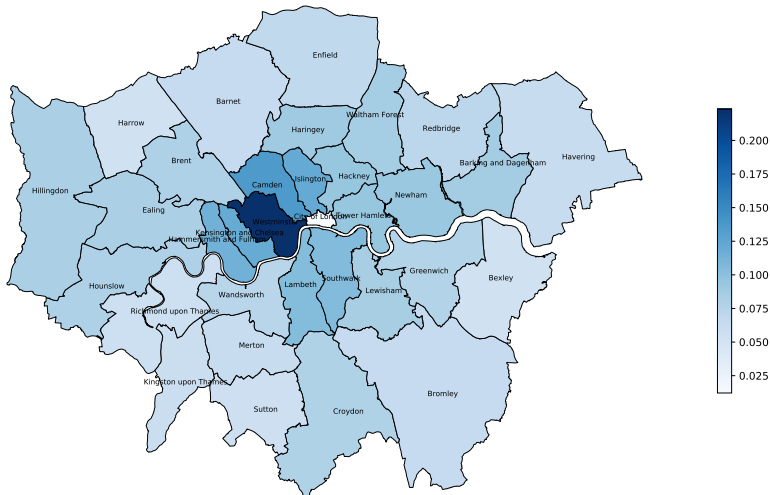 Enfield
Barnet
Harrow
Haringey
Waltham Forest
Redbridge
Havering
Brent
Barking and Dagenham
Hillingdon
Camden
Islington
Hackney
Newham
Ealing
Westminster
City of London
Tower Hamlets
Kensington and Chelsea
Hammersmith and Fulham
Hounslow
Wandsworth
Lambeth
Southwark
Lewisham
Greenwich
Bexley
Richmond upon Thames
Merton
Kingston upon Thames
Sutton
Croydon
Bromley
0.200
0.175
0.150
0.125
0.100
0.075
0.050
0.025